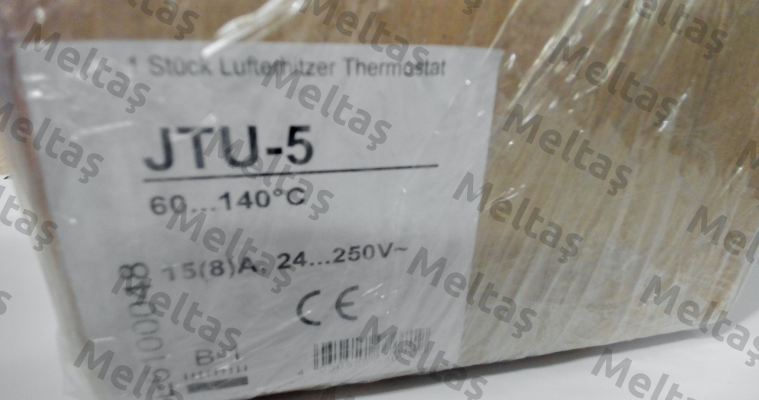 1 Stück Lufterhitzer Thermostat
JTU-5
60...140°C
15(8)A, 24...250V~
CE
Meltaş